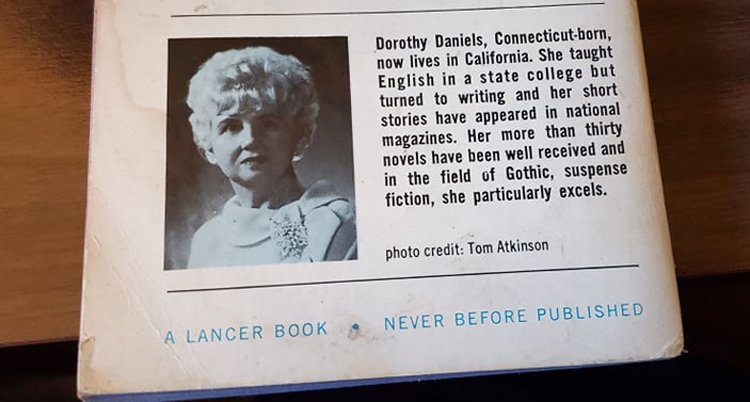 Dorothy Daniels, Connecticut-born,
now lives in California. She taught
English in a state college but
turned to writing and her short
stories have appeared in national
magazines. Her more than thirty
novels have been well received and
in the field of Gothic, suspense
fiction, she particularly excels.
photo credit: Tom Atkinson
A LANCER BOOK • NEVER BEFORE PUBLISHED